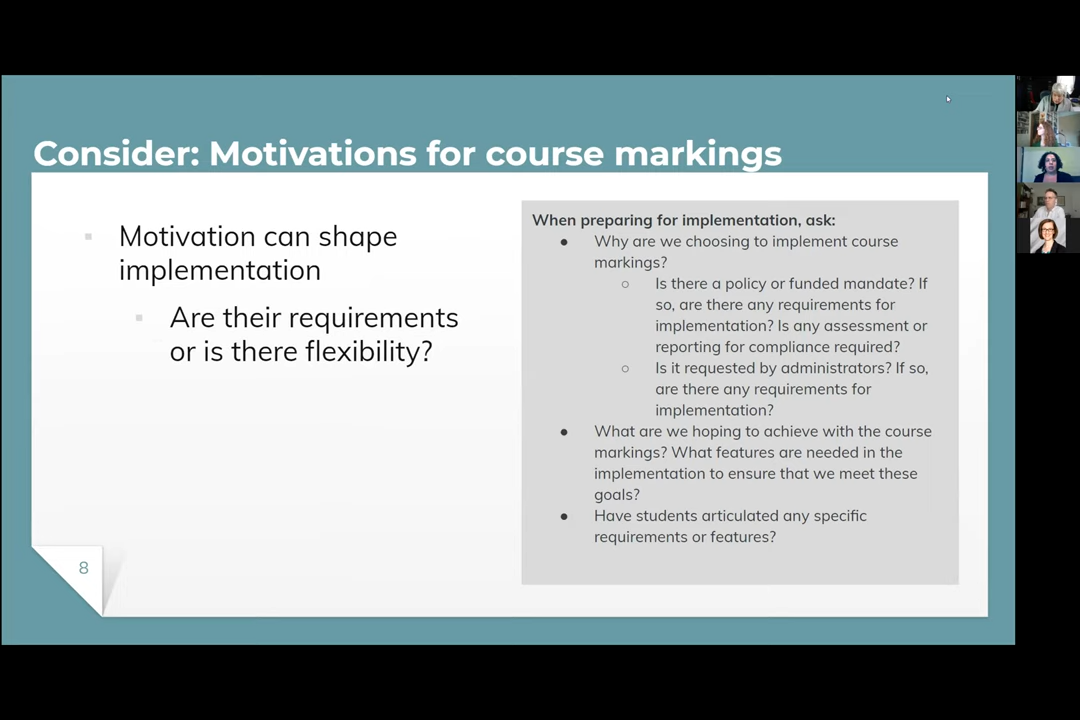 Consider: Motivations for course markings
Motivation can shape
implementation
Are their requirements
or is there flexibility?
When preparing for implementation, ask:
Why are we choosing to implement course
markings?
Is there a policy or funded mandate? If
so, are there any requirements for
implementation? Is any assessment or
reporting for compliance required?
Is it requested by administrators? If so,
are there any requirements for
implementation?
What are we hoping to achieve with the course
markings? What features are needed in the
implementation to ensure that we meet these
goals?
Have students articulated any specific
requirements or features?
8